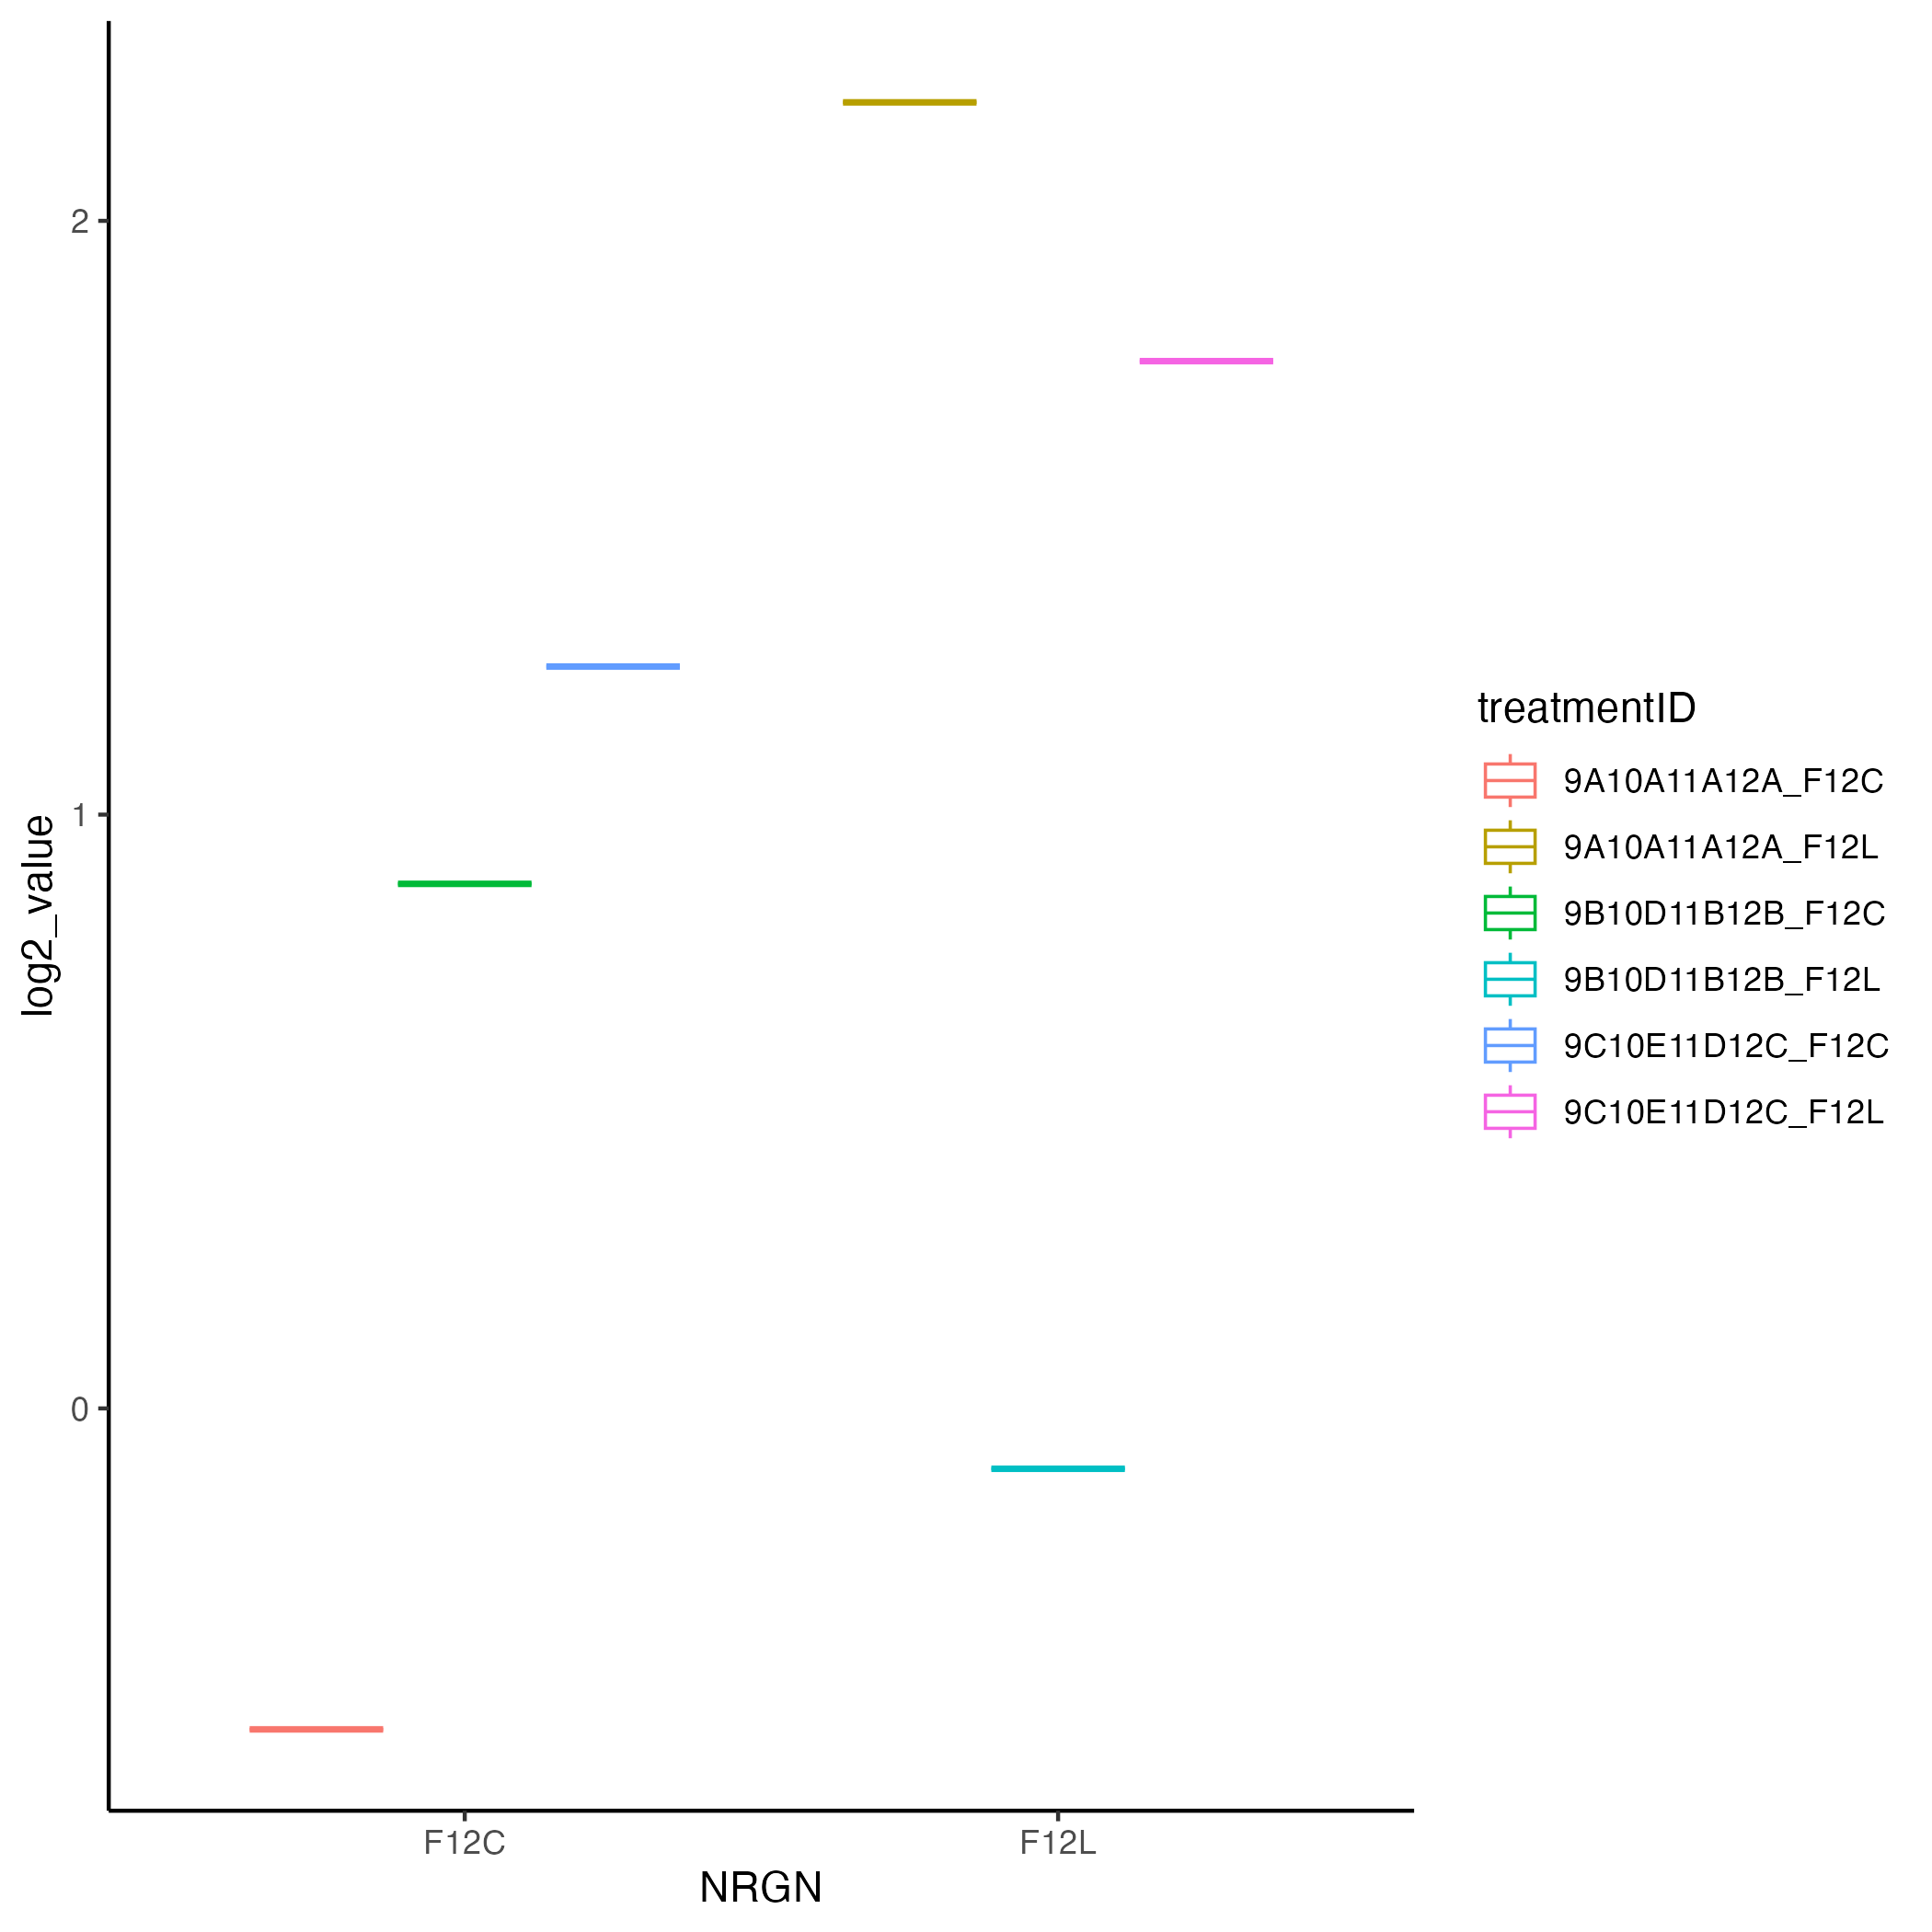 log2_value
2
1
0
F12C
F12L
NRGN
treatmentID
9A10A11A12A_F12C
9A10A11A12A_F12L
9B10D11B12B_F12C
9B10D11B12B_F12L
9C10E11D12C_F12C
9C10E11D12C_F12L